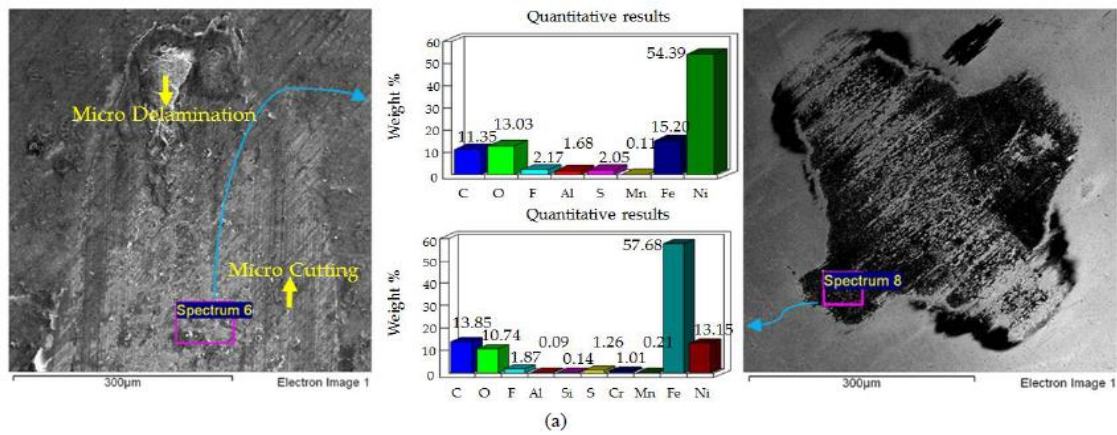 Micro Delamination
Micro Cutting
Spectrum 6
300µm
Electron Image 1
Quantitative results
Weight %
60
50
40
30
20
10
0
11.35
13.03
2.17
1.68
2.05
0.11
15.20
54.39
C O F Al S Mn Fe Ni
Quantitative results
Weight %
60
50
40
30
20
10
0
13.85
10.74
1.87
0.09
0.14
1.26
1.01
0.21
57.68
13.15
C O F Al Si S Cr Mn Fe Ni
Spectrum 8
300µm
Electron Image 1
(a)